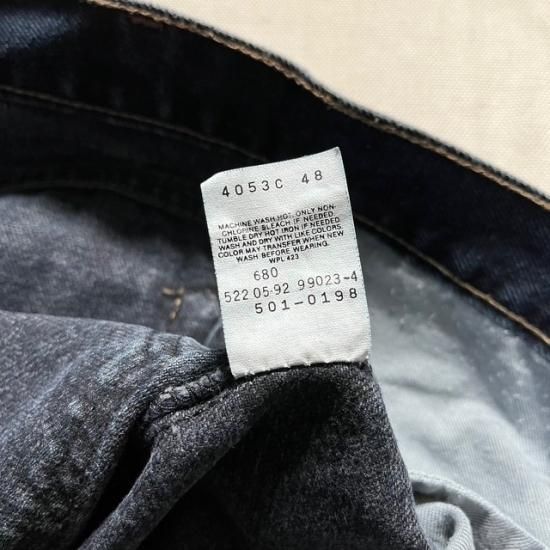 4053C 48
MACHINE WASH HOT. ONLY NON-
CHLORINE BLEACH IF NEEDED.
TUMBLE DRY HOT IRON IF NEEDED.
WASH AND DRY WITH LIKE COLORS.
COLOR MAY TRANSFER WHEN NEW
WASH BEFORE WEARING.
WPL 423
680
522 05-92 99023-4
501-0198